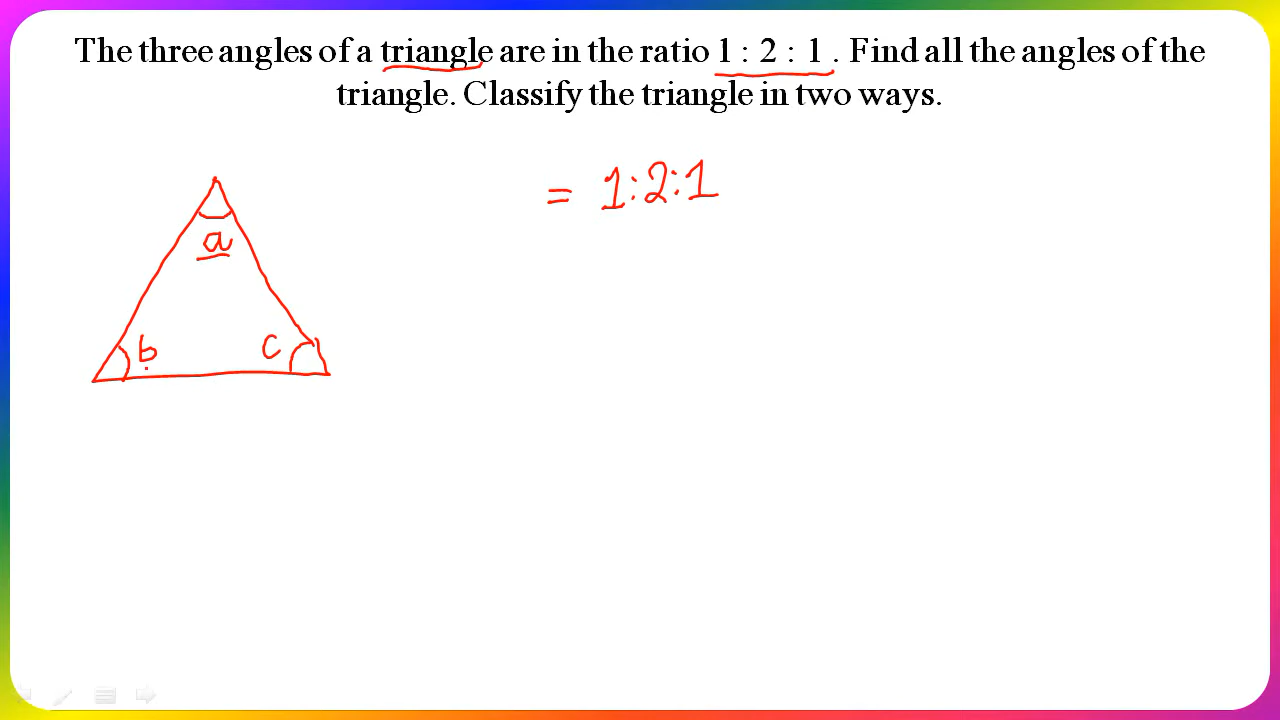 The three angles of a triangle are in the ratio 1 : 2 : 1 . Find all the angles of the
triangle. Classify the triangle in two ways.
= 1:2:1
a
b
c